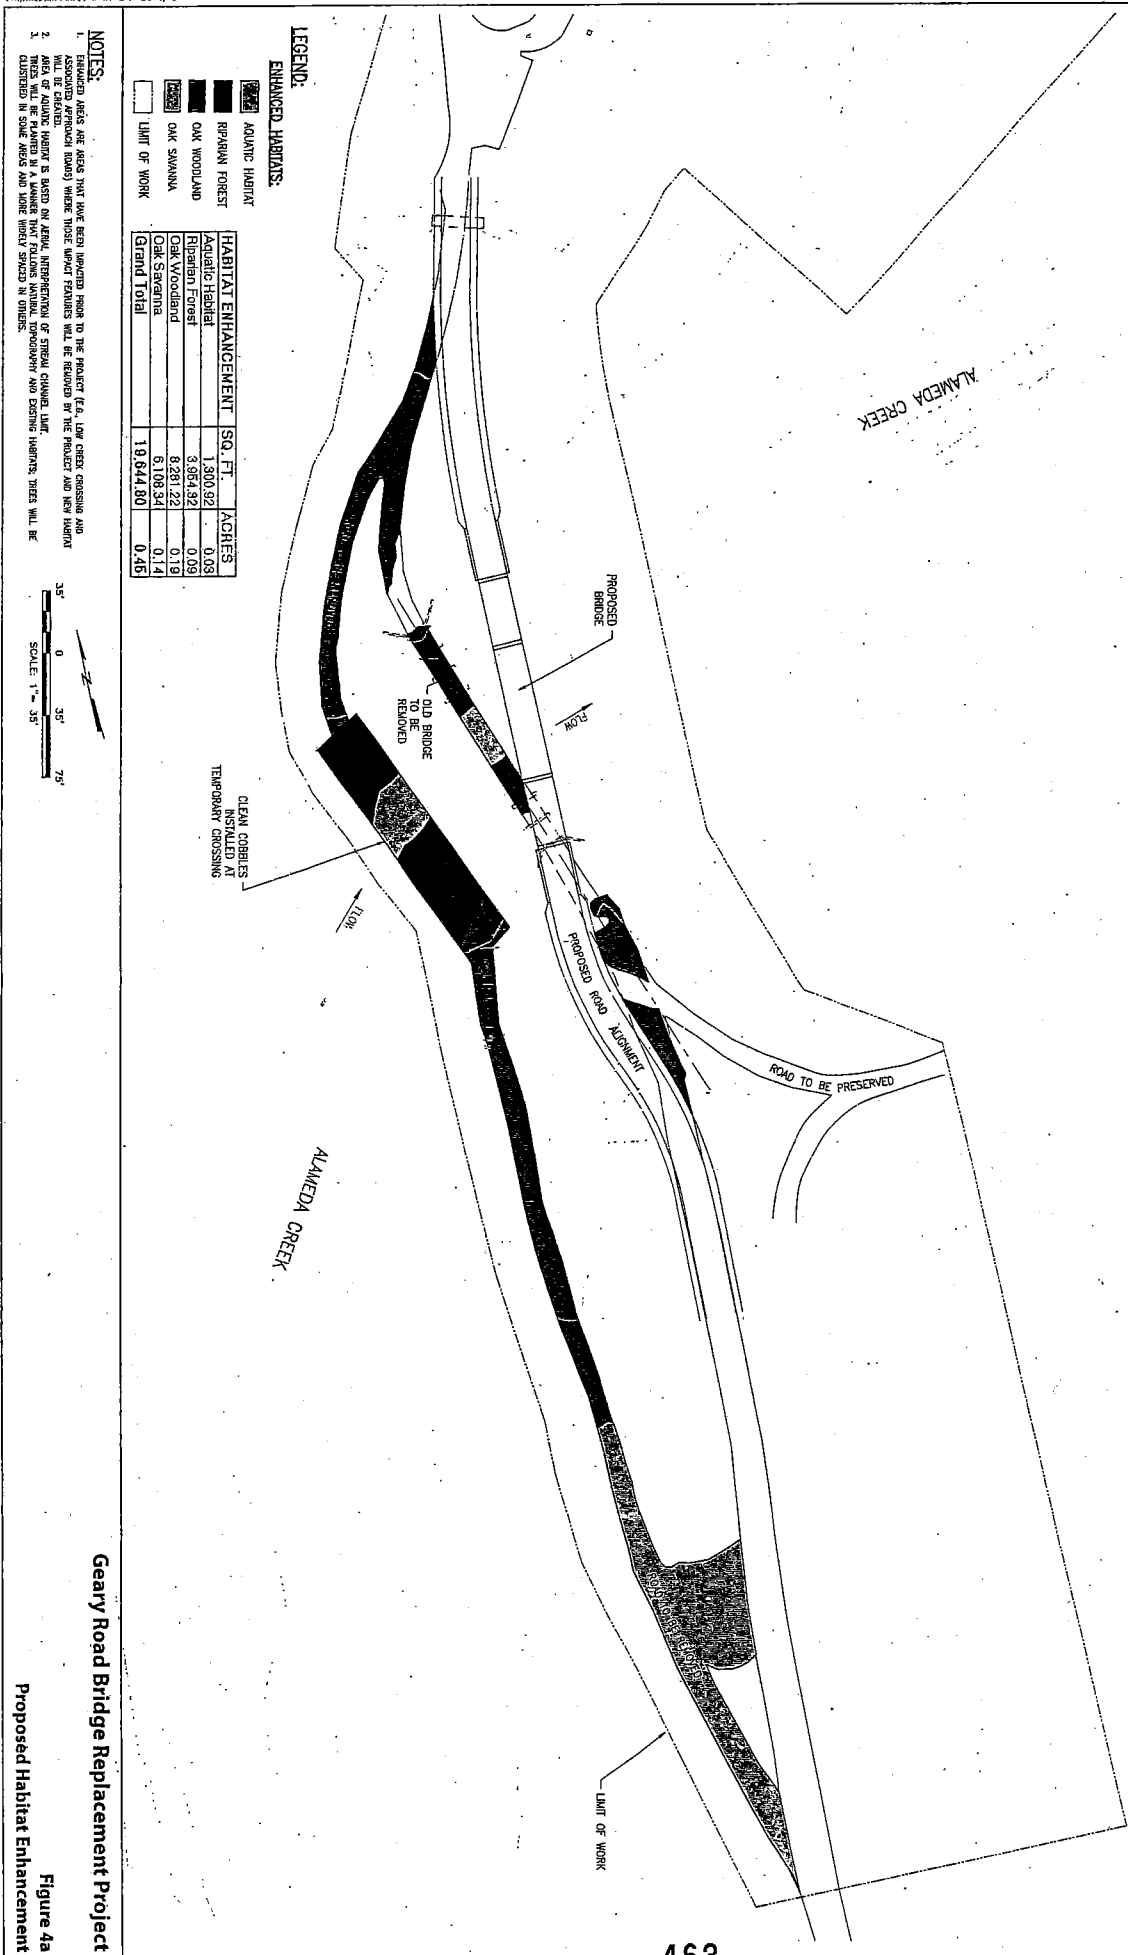 LEGEND:
ENHANCED HABITATS:
AQUATIC HABITAT
RIPARIAN FOREST
OAK WOODLAND
OAK SAVANNA
LIMIT OF WORK
HABITAT ENHANCEMENT SQ. FT. ACRES
Aquatic Habitat 1,300.92 0.03
Riparian Forest 3,954.32 0.09
Oak Woodland 8,281.22 0.19
Oak Savanna 6,108.34 0.14
Grand Total 19,644.80 0.45
NOTES:
1. ENHANCED AREAS ARE AREAS THAT HAVE BEEN IMPACTED PRIOR TO THE PROJECT (E.G., LOW CREEK CROSSING AND
ASSOCIATED APPROACH ROADS) WHERE THOSE IMPACT FEATURES WILL BE REMOVED BY THE PROJECT AND NEW HABITAT
WILL BE CREATED.
2. AREA OF AQUATIC HABITAT IS BASED ON AERIAL INTERPRETATION OF STREAM CHANNEL LIMIT.
3. TREES WILL BE PLANTED IN A MANNER THAT FOLLOWS NATURAL TOPOGRAPHY AND EXISTING HABITATS; TREES WILL BE
CLUSTERED IN SOME AREAS AND MORE WIDELY SPACED IN OTHERS.
35' 0 35' 75'
SCALE: 1"= 35'
ALAMEDA CREEK
PROPOSED
BRIDGE
FLOW
OLD BRIDGE
TO BE
REMOVED
CLEAN COBBLES
INSTALLED AT
TEMPORARY CROSSING
FLOW
PROPOSED ROAD ALIGNMENT
ROAD TO BE PRESERVED
ALAMEDA CREEK
ROAD TO BE REMOVED
LIMIT OF WORK
Geary Road Bridge Replacement Project
Figure 4a
Proposed Habitat Enhancement